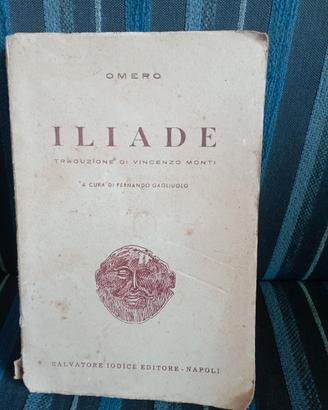 OMERO
ILIADE
TRADUZIONE DI VINCENZO MONTI
A CURA DI FERNANDO GAGLIUOLO
SALVATORE IODICE EDITORE - NAPOLI